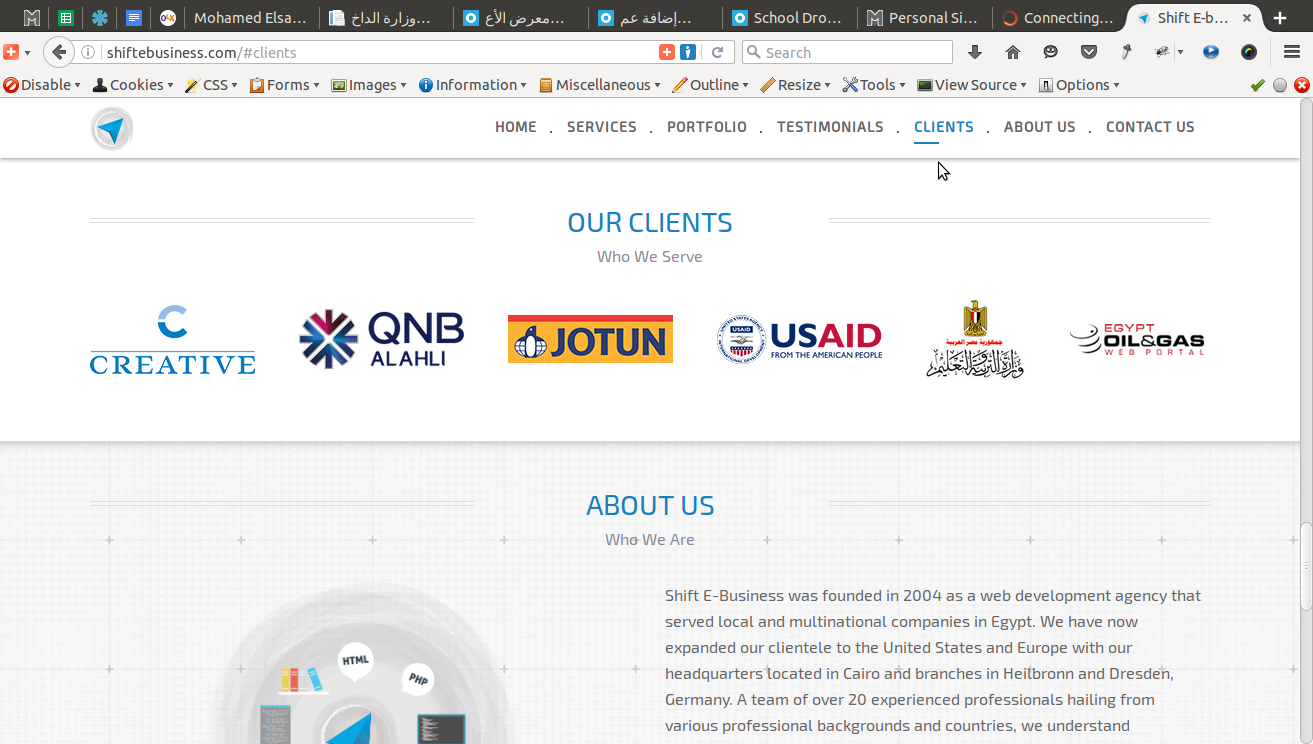 Mohamed Elsa...
وزارة الداخ...
معرض الأع...
إضافة عم...
School Dro...
Personal Si...
Connecting...
Shift E-b...
shiftebusiness.com/#clients
Search
Disable Cookies CSS Forms Images Information Miscellaneous Outline Resize Tools View Source Options
HOME . SERVICES . PORTFOLIO . TESTIMONIALS . CLIENTS . ABOUT US . CONTACT US
OUR CLIENTS
Who We Serve
C
CREATIVE
QNB
ALAHLI
JOTUN
USAID
USAID
FROM THE AMERICAN PEOPLE
جمهورية مصر العربية
وزارة التربية والتعليم
EGYPT
OIL&GAS
WEB PORTAL
ABOUT US
Who We Are
HTML
PHP
Shift E-Business was founded in 2004 as a web development agency that
served local and multinational companies in Egypt. We have now
expanded our clientele to the United States and Europe with our
headquarters located in Cairo and branches in Heilbronn and Dresden,
Germany. A team of over 20 experienced professionals hailing from
various professional backgrounds and countries, we understand